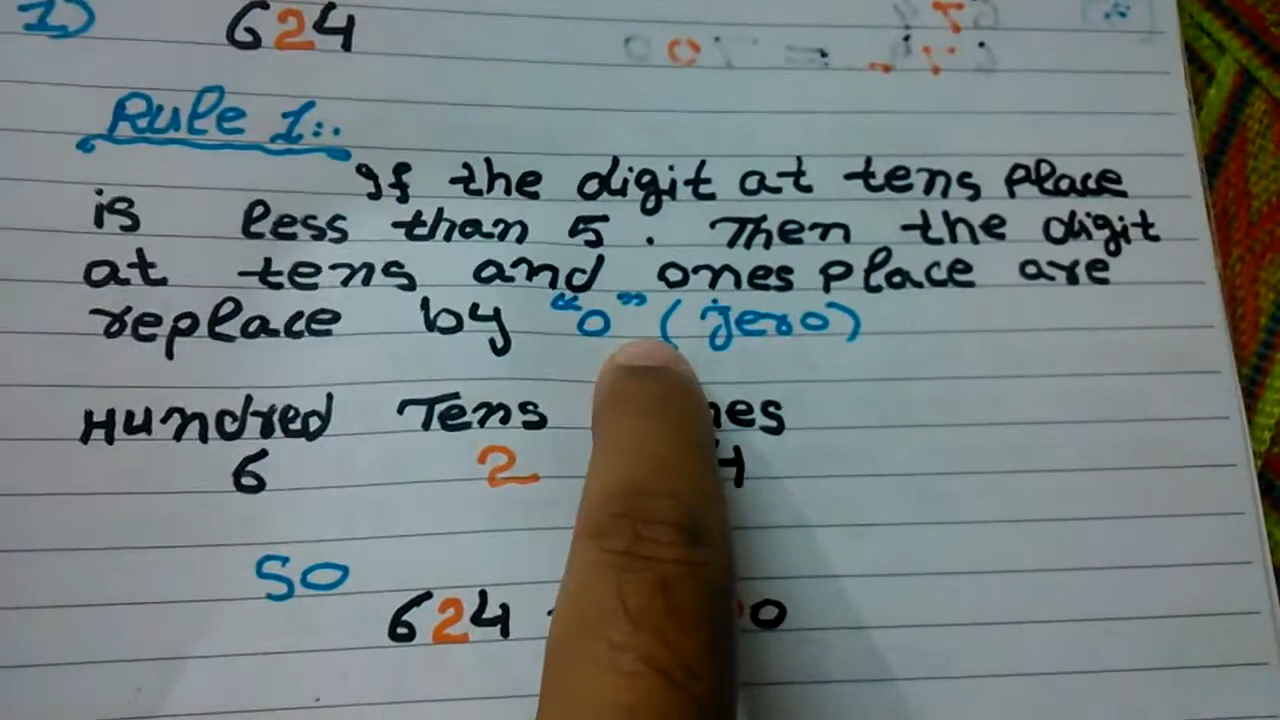 1) 624
Rule 1:.
If the digit at tens place
is less than 5. Then the digit
at tens and ones place are
replace by "0" (jero)
Hundred Tens
6 2 4
SO
624